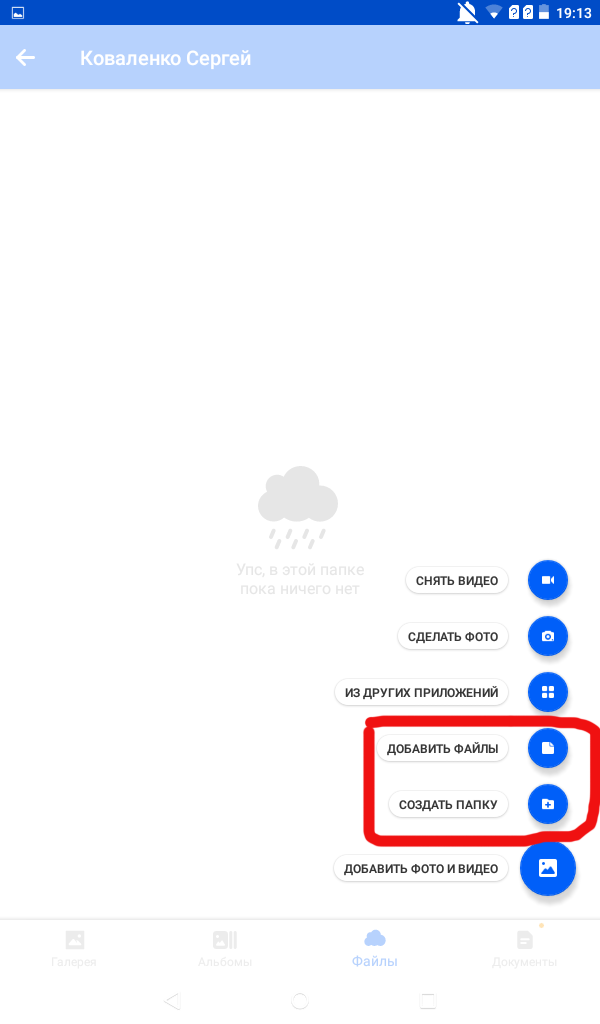 19:13
Коваленко Сергей
Упс, в этой папке
пока ничего нет
СНЯТЬ ВИДЕО
СДЕЛАТЬ ФОТО
ИЗ ДРУГИХ ПРИЛОЖЕНИЙ
ДОБАВИТЬ ФАЙЛЫ
СОЗДАТЬ ПАПКУ
ДОБАВИТЬ ФОТО И ВИДЕО
Галерея
Альбомы
Файлы
Документы